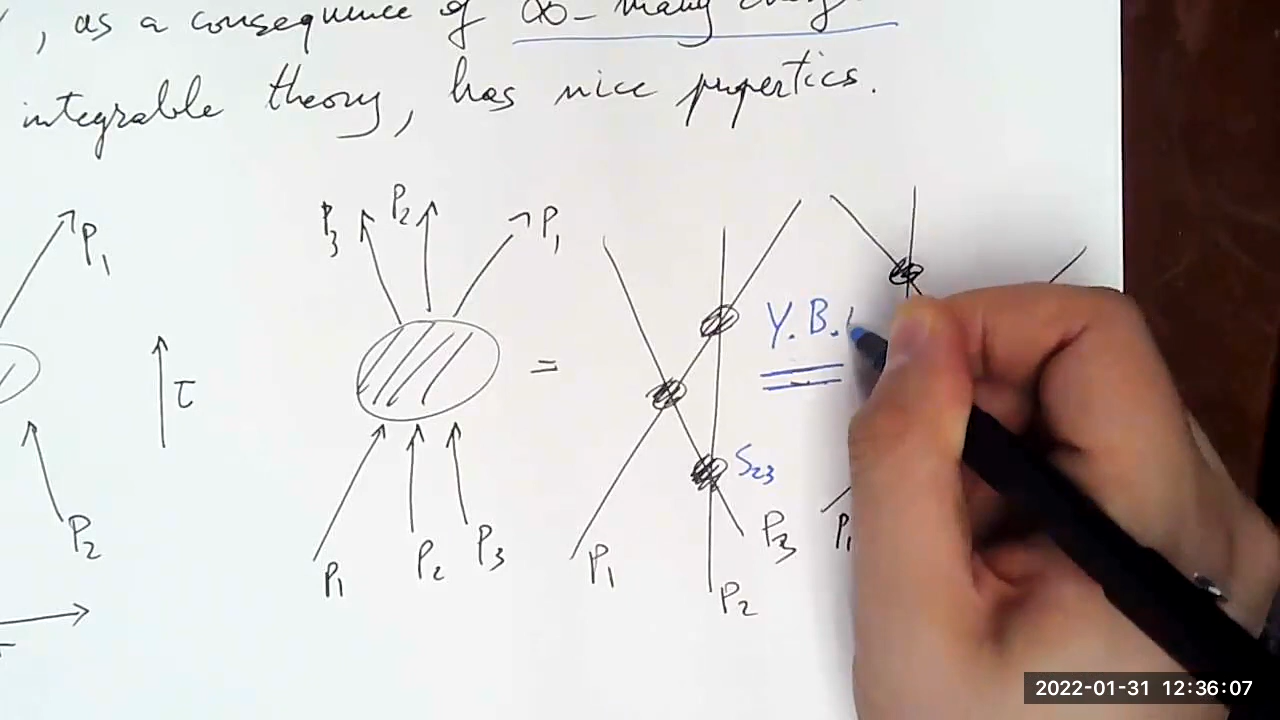 , as a consequence of ∞-many
integrable theory, has nice properties.
P3 P2 P1
P1
τ
=
Y.B.
S23
P2
P1 P2 P3
P1 P2 P3
P1
2022-01-31 12:36:07